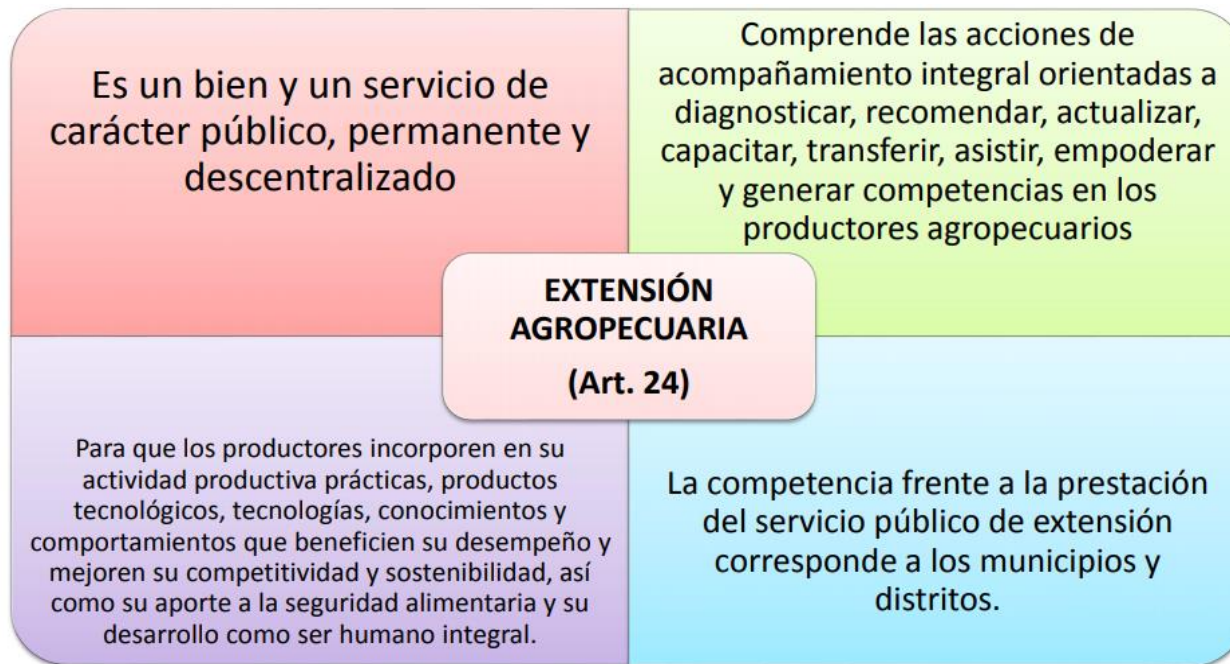 Es un bien y un servicio de
carácter público, permanente y
descentralizado
Comprende las acciones de
acompañamiento integral orientadas a
diagnosticar, recomendar, actualizar,
capacitar, transferir, asistir, empoderar
y generar competencias en los
productores agropecuarios
EXTENSIÓN
AGROPECUARIA
(Art. 24)
Para que los productores incorporen en su
actividad productiva prácticas, productos
tecnológicos, tecnologías, conocimientos y
comportamientos que beneficien su desempeño y
mejoren su competitividad y sostenibilidad, así
como su aporte a la seguridad alimentaria y su
desarrollo como ser humano integral.
La competencia frente a la prestación
del servicio público de extensión
corresponde a los municipios y
distritos.